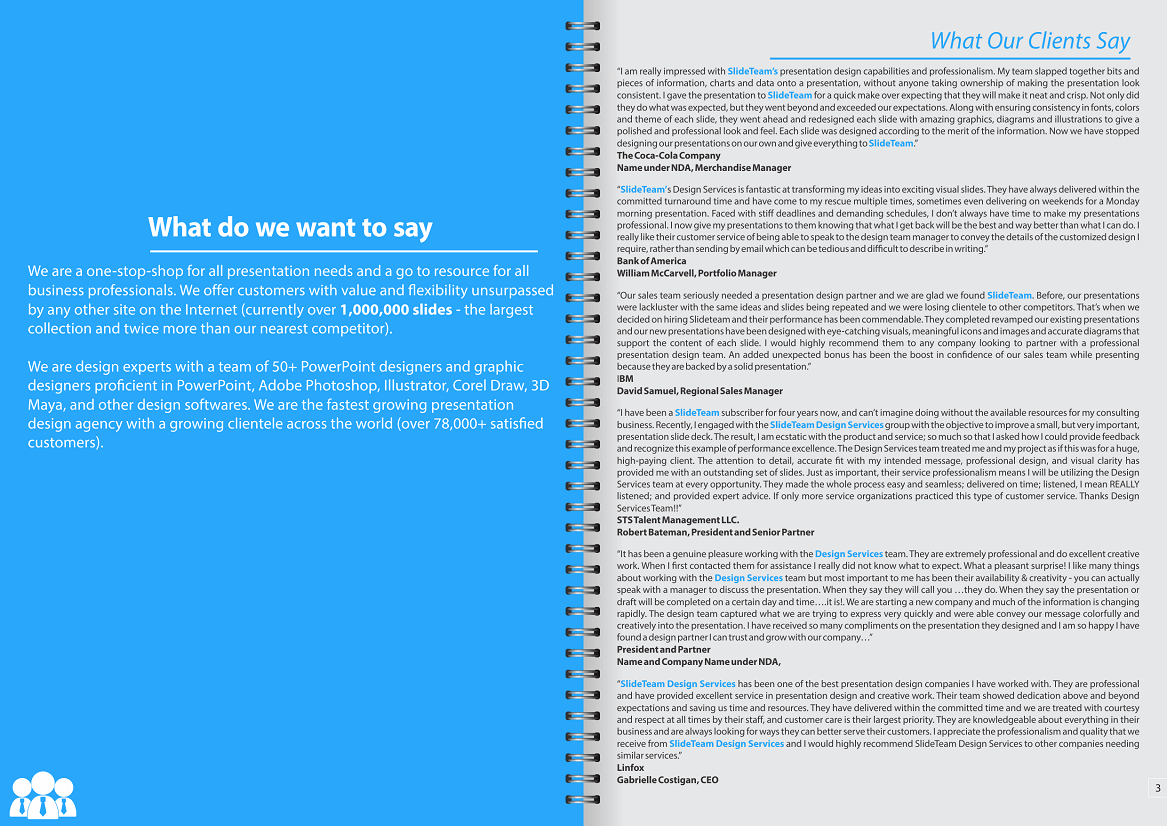 What do we want to say
We are a one-stop-shop for all presentation needs and a go to resource for all
business professionals. We offer customers with value and flexibility unsurpassed
by any other site on the Internet (currently over 1,000,000 slides - the largest
collection and twice more than our nearest competitor).
We are design experts with a team of 50+ PowerPoint designers and graphic
designers proficient in PowerPoint, Adobe Photoshop, Illustrator, Corel Draw, 3D
Maya, and other design softwares. We are the fastest growing presentation
design agency with a growing clientele across the world (over 78,000+ satisfied
customers).
What Our Clients Say
“I am really impressed with SlideTeam’s presentation design capabilities and professionalism. My team slapped together bits and
pieces of information, charts and data onto a presentation, without anyone taking ownership of making the presentation look
consistent. I gave the presentation to SlideTeam for a quick make over expecting that they will make it neat and crisp. Not only did
they do what was expected, but they went beyond and exceeded our expectations. Along with ensuring consistency in fonts, colors
and theme of each slide, they went ahead and redesigned each slide with amazing graphics, diagrams and illustrations to give a
polished and professional look and feel. Each slide was designed according to the merit of the information. Now we have stopped
designing our presentations on our own and give everything to SlideTeam.”
The Coca-Cola Company
Name under NDA, Merchandise Manager
“SlideTeam’s Design Services is fantastic at transforming my ideas into exciting visual slides. They have always delivered within the
committed turnaround time and have come to my rescue multiple times, sometimes even delivering on weekends for a Monday
morning presentation. Faced with stiff deadlines and demanding schedules, I don’t always have time to make my presentations
professional. I now give my presentations to them knowing that what I get back will be the best and way better than what I can do. I
really like their customer service of being able to speak to the design team manager to convey the details of the customized design I
require, rather than sending by email which can be tedious and difficult to describe in writing.”
Bank of America
William McCarvell, Portfolio Manager
“Our sales team seriously needed a presentation design partner and we are glad we found SlideTeam. Before, our presentations
were lackluster with the same ideas and slides being repeated and we were losing clientele to other competitors. That’s when we
decided on hiring Slideteam and their performance has been commendable. They completed revamped our existing presentations
and our new presentations have been designed with eye-catching visuals, meaningful icons and images and accurate diagrams that
support the content of each slide. I would highly recommend them to any company looking to partner with a professional
presentation design team. An added unexpected bonus has been the boost in confidence of our sales team while presenting
because they are backed by a solid presentation.”
IBM
David Samuel, Regional Sales Manager
“I have been a SlideTeam subscriber for four years now, and can’t imagine doing without the available resources for my consulting
business. Recently, I engaged with the SlideTeam Design Services group with the objective to improve a small, but very important,
presentation slide deck. The result, I am ecstatic with the product and service; so much so that I asked how I could provide feedback
and recognize this example of performance excellence. The Design Services team treated me and my project as if this was for a huge,
high-paying client. The attention to detail, accurate fit with my intended message, professional design, and visual clarity has
provided me with an outstanding set of slides. Just as important, their service professionalism means I will be utilizing the Design
Services team at every opportunity. They made the whole process easy and seamless; delivered on time; listened, I mean REALLY
listened; and provided expert advice. If only more service organizations practiced this type of customer service. Thanks Design
Services Team!!”
STS Talent Management LLC.
Robert Bateman, President and Senior Partner
“It has been a genuine pleasure working with the Design Services team. They are extremely professional and do excellent creative
work. When I first contacted them for assistance I really did not know what to expect. What a pleasant surprise! I like many things
about working with the Design Services team but most important to me has been their availability & creativity - you can actually
speak with a manager to discuss the presentation. When they say they will call you …they do. When they say the presentation or
draft will be completed on a certain day and time….it is!. We are starting a new company and much of the information is changing
rapidly. The design team captured what we are trying to express very quickly and were able convey our message colorfully and
creatively into the presentation. I have received so many compliments on the presentation they designed and I am so happy I have
found a design partner I can trust and grow with our company…”
President and Partner
Name and Company Name under NDA,
“SlideTeam Design Services has been one of the best presentation design companies I have worked with. They are professional
and have provided excellent service in presentation design and creative work. Their team showed dedication above and beyond
expectations and saving us time and resources. They have delivered within the committed time and we are treated with courtesy
and respect at all times by their staff, and customer care is their largest priority. They are knowledgeable about everything in their
business and are always looking for ways they can better serve their customers. I appreciate the professionalism and quality that we
receive from SlideTeam Design Services and I would highly recommend SlideTeam Design Services to other companies needing
similar services.”
Linfox
Gabrielle Costigan, CEO
3